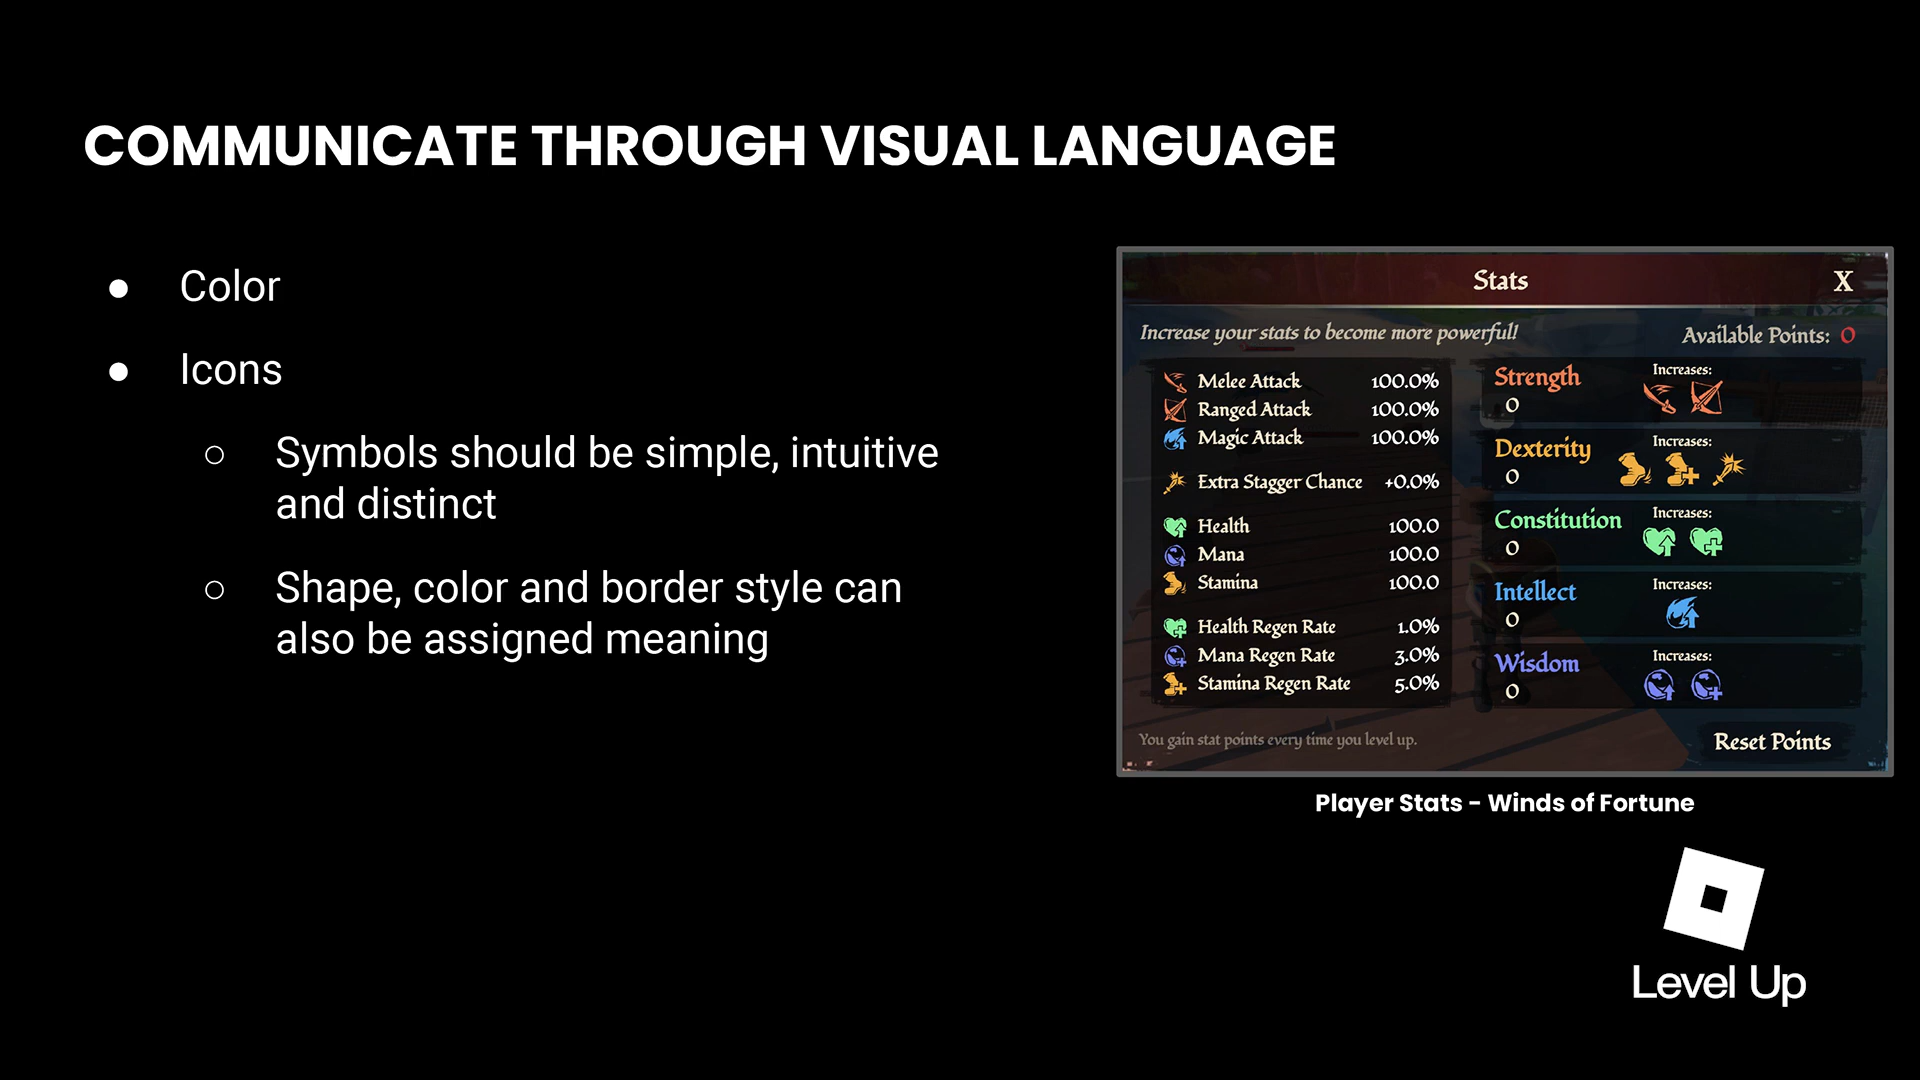 COMMUNICATE THROUGH VISUAL LANGUAGE
● Color
● Icons
○ Symbols should be simple, intuitive
and distinct
○ Shape, color and border style can
also be assigned meaning
Stats X
Increase your stats to become more powerful!
Available Points: 0
Melee Attack 100.0%
Ranged Attack 100.0%
Magic Attack 100.0%
Extra Stagger Chance +0.0%
Health 100.0
Mana 100.0
Stamina 100.0
Health Regen Rate 1.0%
Mana Regen Rate 3.0%
Stamina Regen Rate 5.0%
Strength Increases:
0
Dexterity Increases:
0
Constitution Increases:
0
Intellect Increases:
0
Wisdom Increases:
0
You gain stat points every time you level up.
Reset Points
Player Stats - Winds of Fortune
Level Up